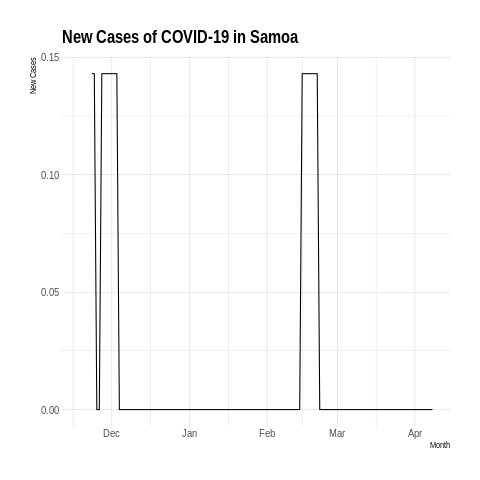 New Cases of COVID-19 in Samoa
New Cases
0.15
0.10
0.05
0.00
Dec Jan Feb Mar Apr
Month